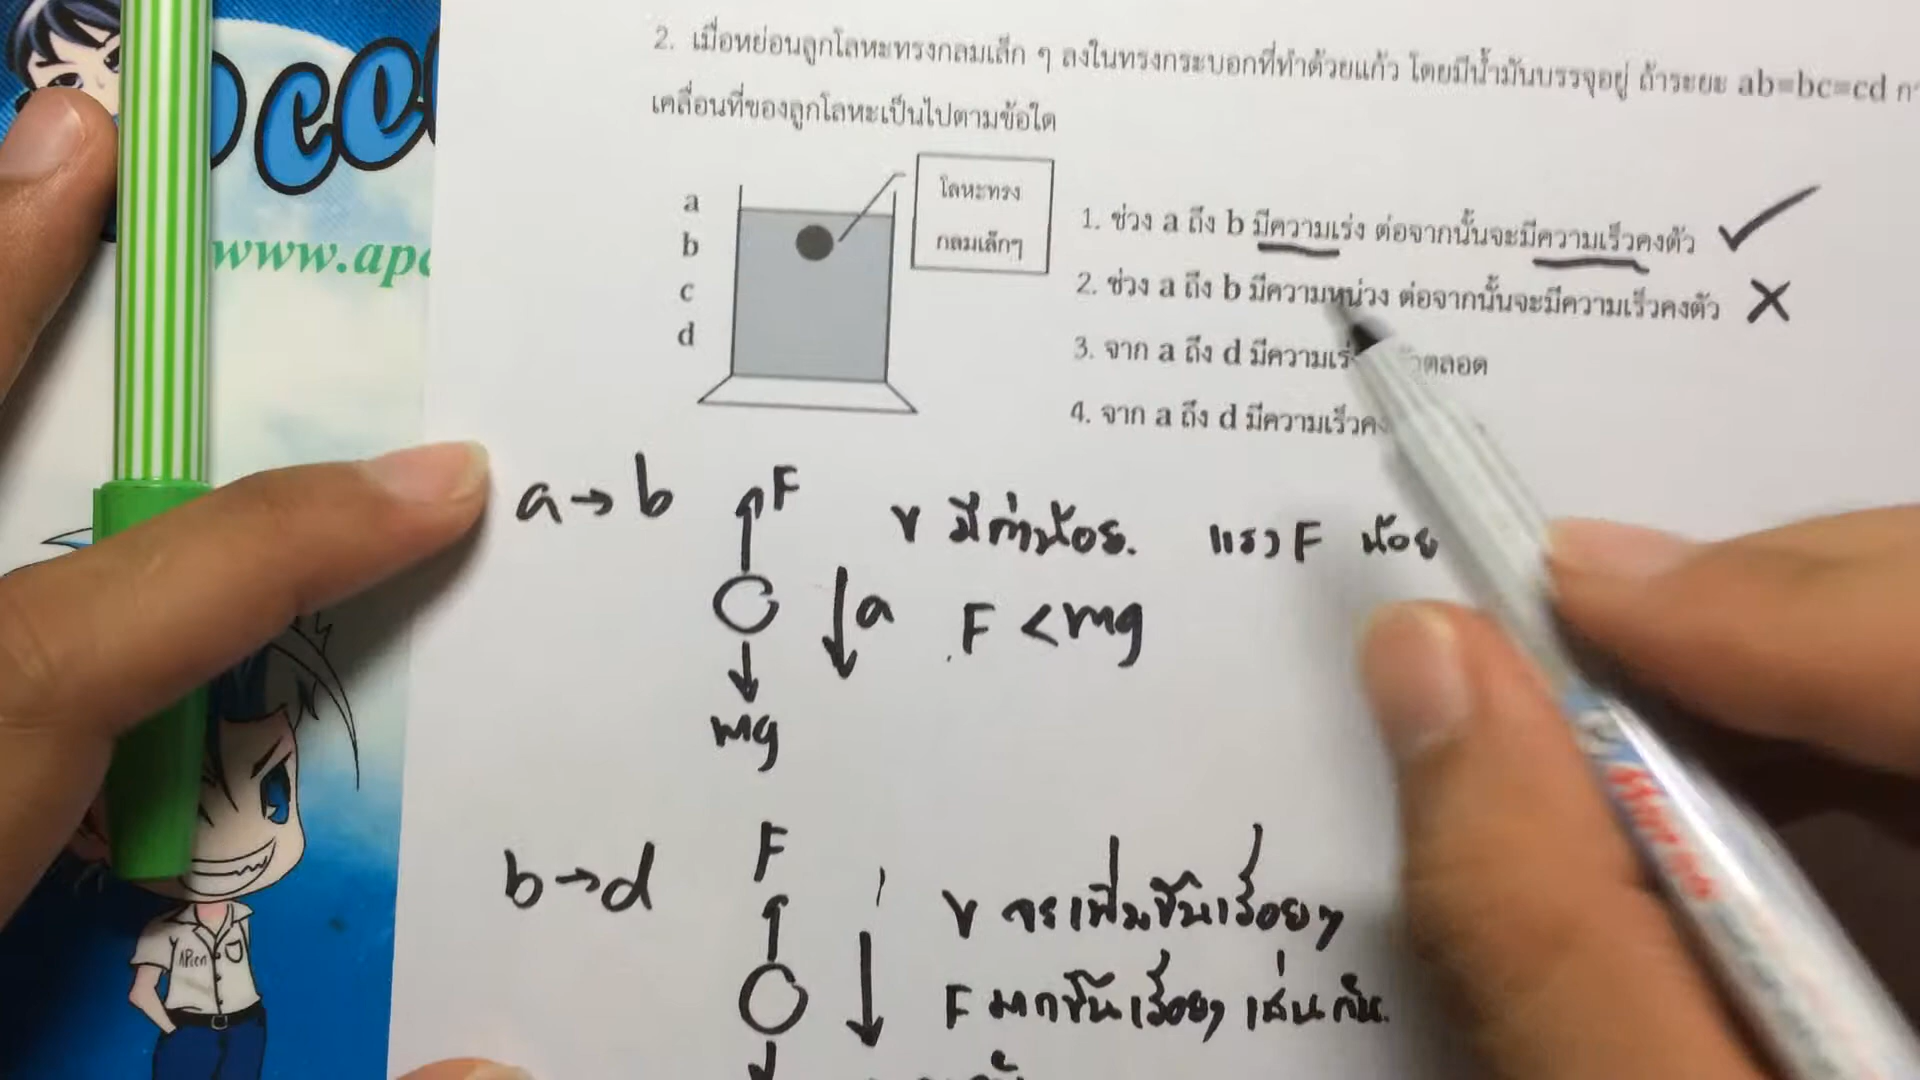 2. เมื่อหย่อนลูกโลหะทรงกลมเล็ก ๆ ลงในทรงกระบอกที่ทำด้วยแก้ว โดยมีน้ำมันบรรจุอยู่ ถ้าระยะ ab=bc=cd
เคลื่อนที่ของลูกโลหะเป็นไปตามข้อใด
a
b
c
d
โลหะทรง
กลมเล็กๆ
1. ช่วง a ถึง b มีความเร่ง ต่อจากนั้นจะมีความเร็วคงตัว
2. ช่วง a ถึง b มีความหน่วง ต่อจากนั้นจะมีความเร็วคงตัว
3. จาก a ถึง d มีความเร่ ตลอด
4. จาก a ถึง d มีความเร็วค
www.apc
a→b
F
v มีค่าน้อย. แรง F น้อย
a
F < mg
mg
b→d
F
v จะเพิ่มขึ้นเรื่อยๆ
F มากขึ้นเรื่อยๆ เช่นกัน.
APcen